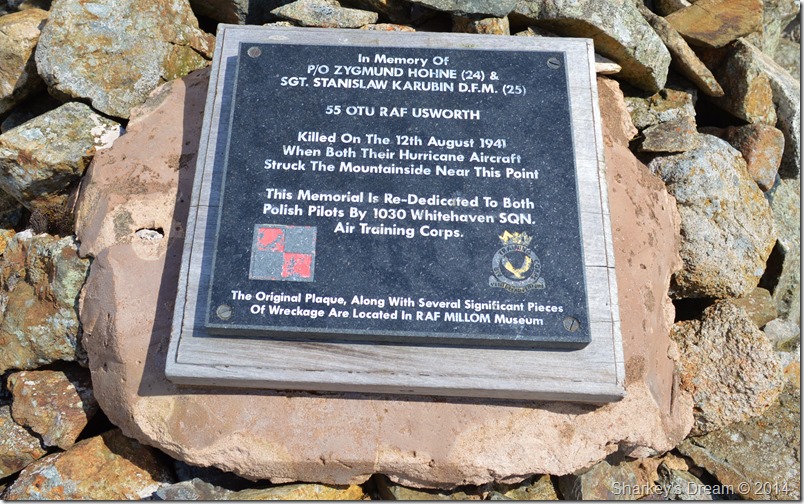 In Memory Of
P/O ZYGMUND HOHNE (24) &
SGT. STANISLAW KARUBIN D.F.M. (25)
55 OTU RAF USWORTH
Killed On The 12th August 1941
When Both Their Hurricane Aircraft
Struck The Mountainside Near This Point
This Memorial Is Re-Dedicated To Both
Polish Pilots By 1030 Whitehaven SQN.
Air Training Corps.
The Original Plaque, Along With Several Significant Pieces
Of Wreckage Are Located In RAF MILLOM Museum
Sharkey's Dream © 2014